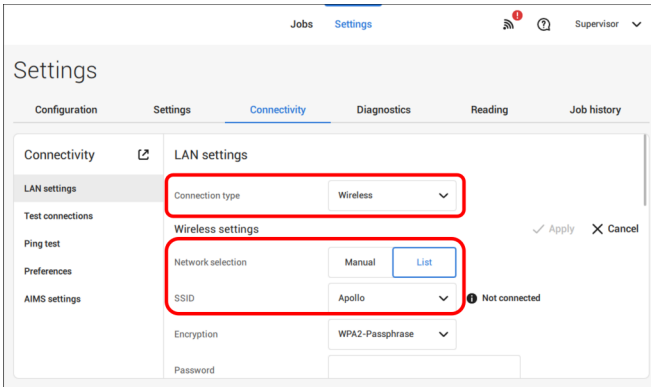 Jobs Settings ! Supervisor
Settings
Configuration Settings Connectivity Diagnostics Reading Job history
Connectivity LAN settings
LAN settings Connection type Wireless
Test connections
Wireless settings Apply Cancel
Ping test
Network selection Manual List
Preferences
AIMS settings SSID Apollo Not connected
Encryption WPA2-Passphrase
Password